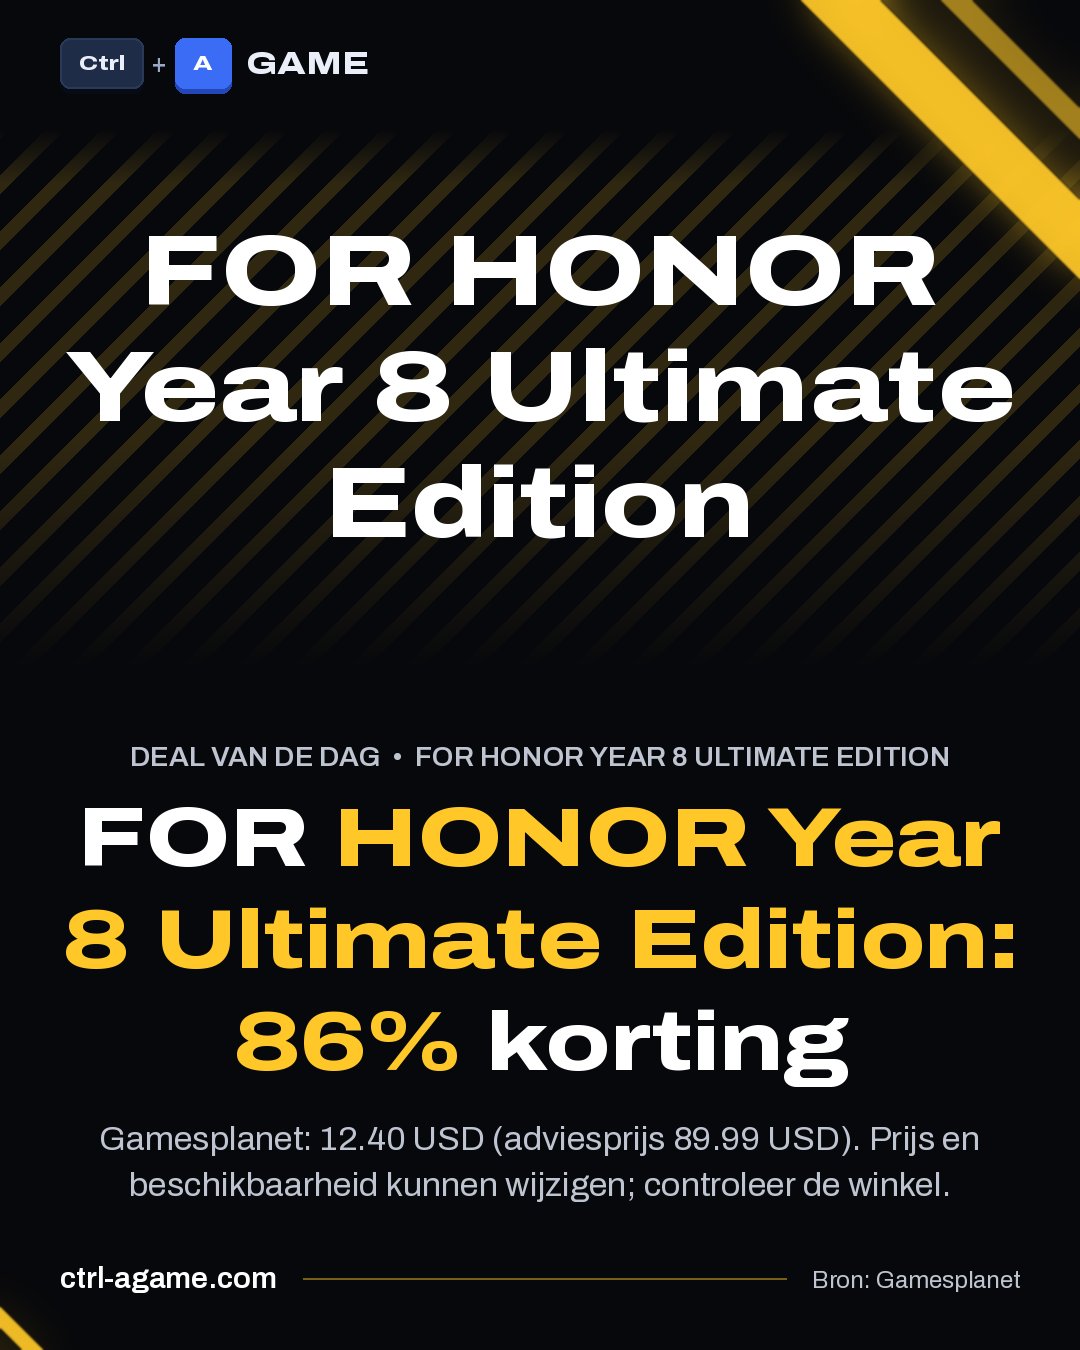 Ctrl + A GAME
FOR HONOR
Year 8 Ultimate
Edition
DEAL VAN DE DAG • FOR HONOR YEAR 8 ULTIMATE EDITION
FOR HONOR Year
8 Ultimate Edition:
86% korting
Gamesplanet: 12.40 USD (adviesprijs 89.99 USD). Prijs en
beschikbaarheid kunnen wijzigen; controleer de winkel.
ctrl-agame.com
Bron: Gamesplanet